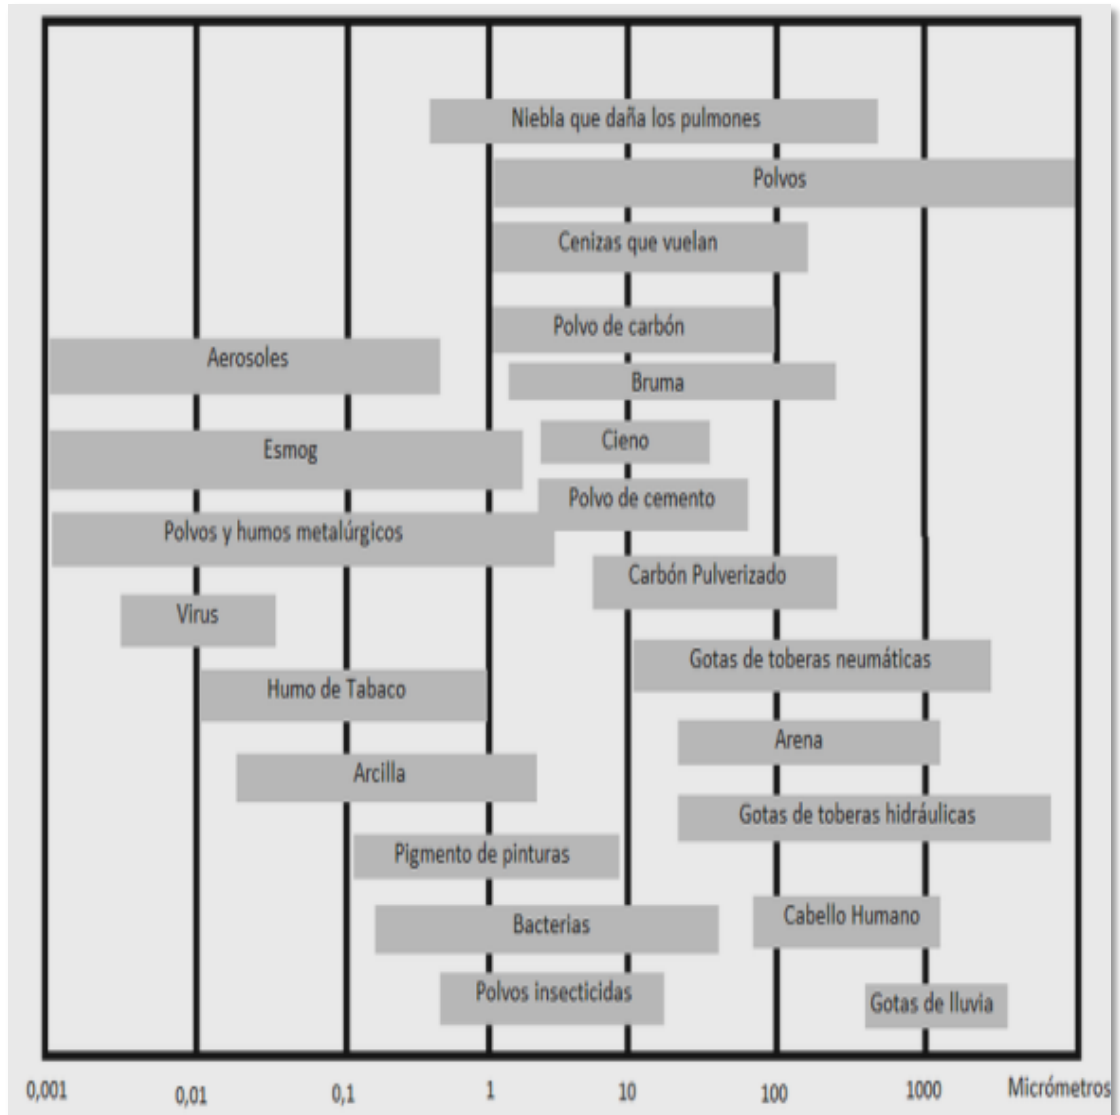 Niebla que daña los pulmones
Polvos
Cenizas que vuelan
Polvo de carbón
Aerosoles
Bruma
Cieno
Esmog
Polvo de cemento
Polvos y humos metalúrgicos
Carbón Pulverizado
Virus
Gotas de toberas neumáticas
Humo de Tabaco
Arena
Arcilla
Gotas de toberas hidráulicas
Pigmento de pinturas
Cabello Humano
Bacterias
Polvos insecticidas
Gotas de lluvia
0,001 0,01 0,1 1 10 100 1000 Micrómetros